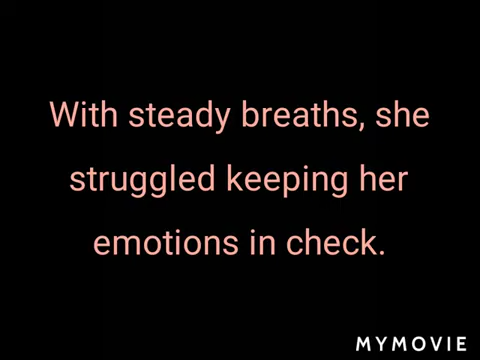 With steady breaths, she
struggled keeping her
emotions in check.
MYMOVIE